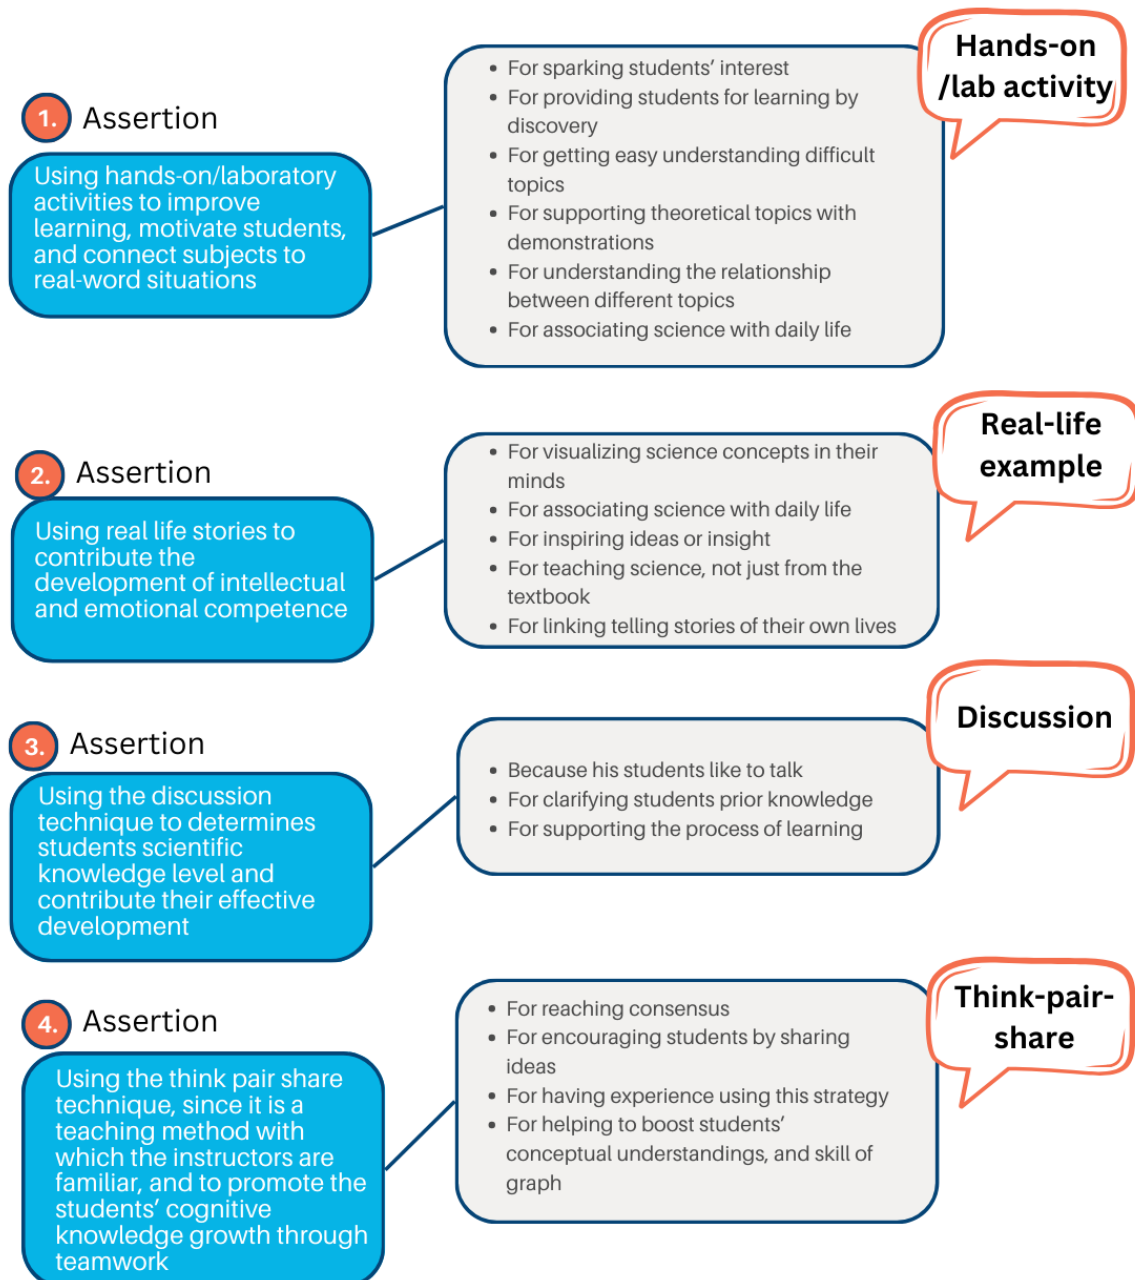 Hands-on
/lab activity
1. Assertion
Using hands-on/laboratory
activities to improve
learning, motivate students,
and connect subjects to
real-word situations
• For sparking students’ interest
• For providing students for learning by
discovery
• For getting easy understanding difficult
topics
• For supporting theoretical topics with
demonstrations
• For understanding the relationship
between different topics
• For associating science with daily life
Real-life
example
2. Assertion
Using real life stories to
contribute the
development of intellectual
and emotional competence
• For visualizing science concepts in their
minds
• For associating science with daily life
• For inspiring ideas or insight
• For teaching science, not just from the
textbook
• For linking telling stories of their own lives
Discussion
3. Assertion
Using the discussion
technique to determines
students scientific
knowledge level and
contribute their effective
development
• Because his students like to talk
• For clarifying students prior knowledge
• For supporting the process of learning
Think-pair-
share
4. Assertion
Using the think pair share
technique, since it is a
teaching method with
which the instructors are
familiar, and to promote the
students’ cognitive
knowledge growth through
teamwork
• For reaching consensus
• For encouraging students by sharing
ideas
• For having experience using this strategy
• For helping to boost students’
conceptual understandings, and skill of
graph